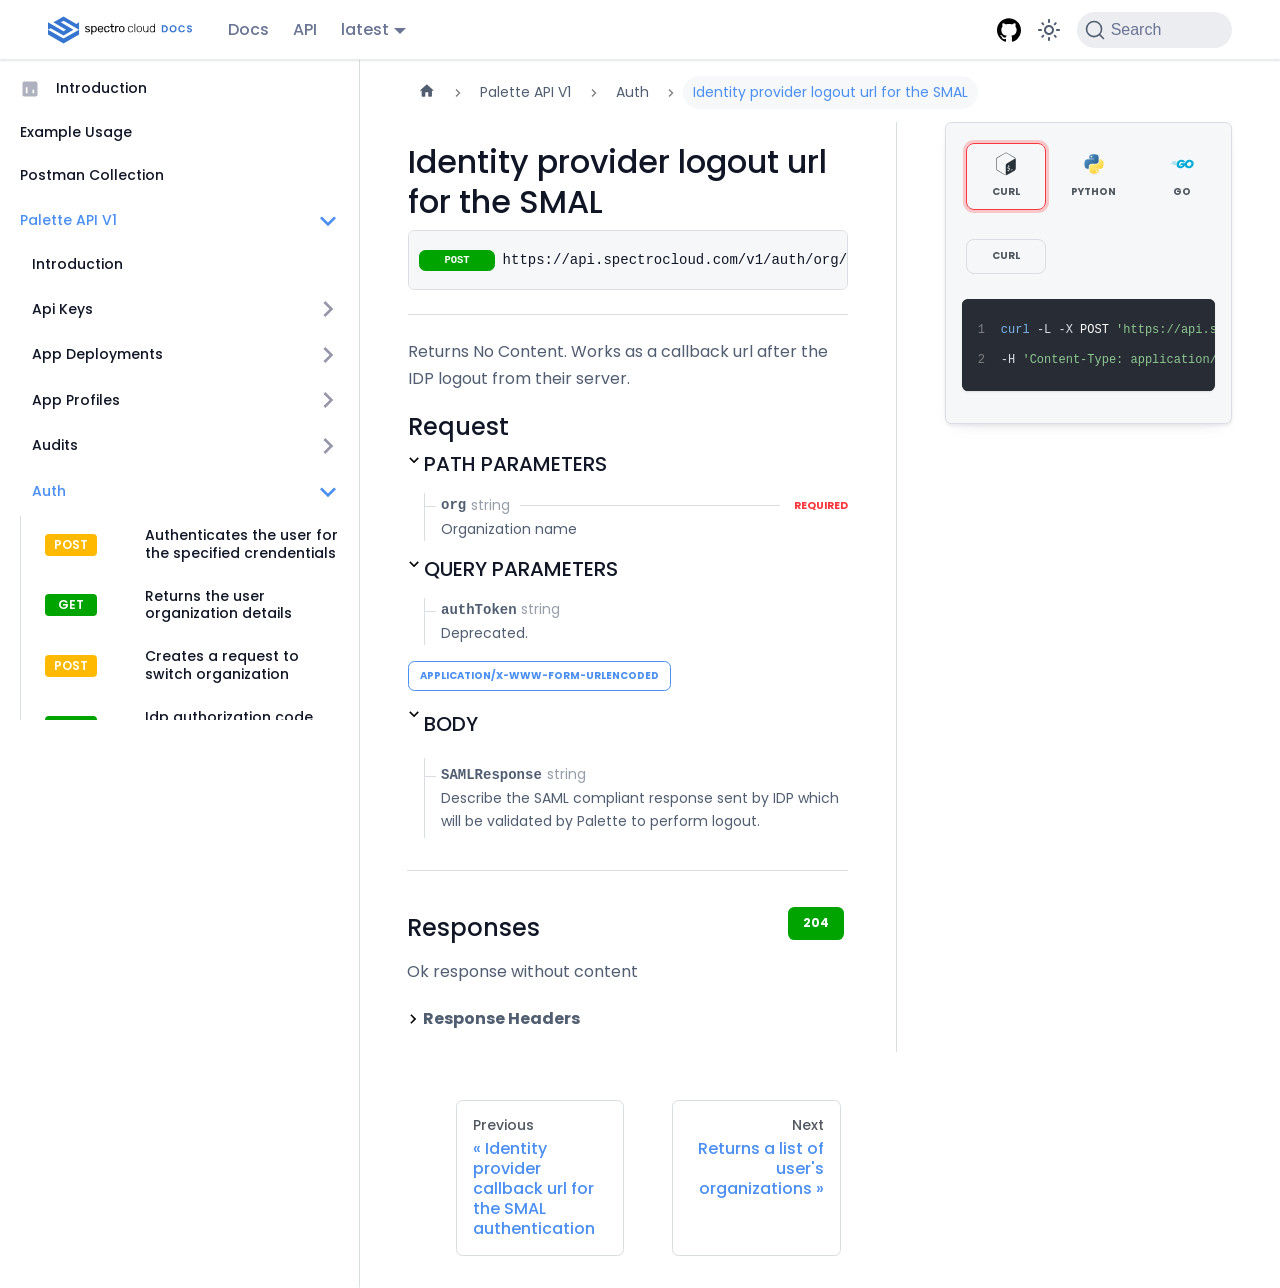 spectro cloud DOCS Docs API latest Search
Introduction
Example Usage
Postman Collection
Palette API V1
Introduction
Api Keys
App Deployments
App Profiles
Audits
Auth
POST Authenticates the user for
the specified crendentials
GET Returns the user
organization details
POST Creates a request to
switch organization
Idp authorization code
Palette API V1 Auth Identity provider logout url for the SMAL
Identity provider logout url
for the SMAL
POST https://api.spectrocloud.com/v1/auth/org/
Returns No Content. Works as a callback url after the
IDP logout from their server.
Request
PATH PARAMETERS
org string REQUIRED
Organization name
QUERY PARAMETERS
authToken string
Deprecated.
APPLICATION/X-WWW-FORM-URLENCODED
BODY
SAMLResponse string
Describe the SAML compliant response sent by IDP which
will be validated by Palette to perform logout.
Responses 204
Ok response without content
Response Headers
Previous
« Identity
provider
callback url for
the SMAL
authentication
Next
Returns a list of
user's
organizations »
CURL PYTHON GO
CURL
1 curl -L -X POST 'https://api.s
2 -H 'Content-Type: application/